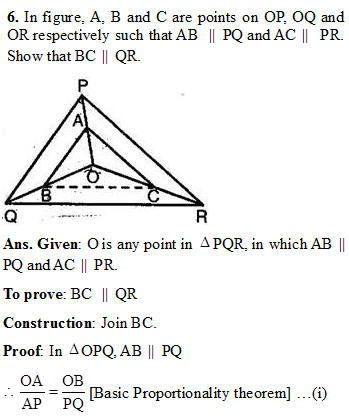 6. In figure, A, B and C are points on OP, OQ and
OR respectively such that AB || PQ and AC || PR.
Show that BC || QR.
P
A
O
B
C
Q
R
Ans. Given: O is any point in ΔPQR, in which AB ||
PQ and AC || PR.
To prove: BC || QR
Construction: Join BC.
Proof: In ΔOPQ, AB || PQ
∴ OA/AP = OB/PQ [Basic Proportionality theorem] …(i)